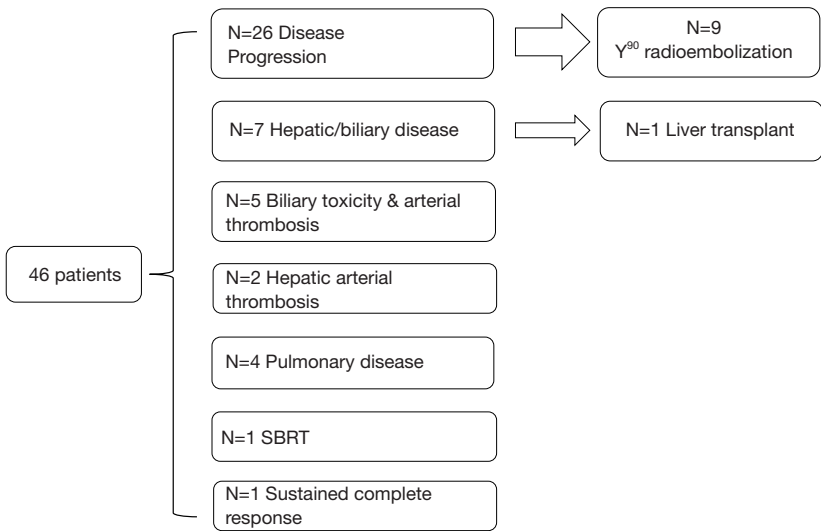 N=26 Disease
Progression
N=9
Y⁹⁰ radioembolization
N=7 Hepatic/biliary disease
N=1 Liver transplant
N=5 Biliary toxicity & arterial
thrombosis
46 patients
N=2 Hepatic arterial
thrombosis
N=4 Pulmonary disease
N=1 SBRT
N=1 Sustained complete
response